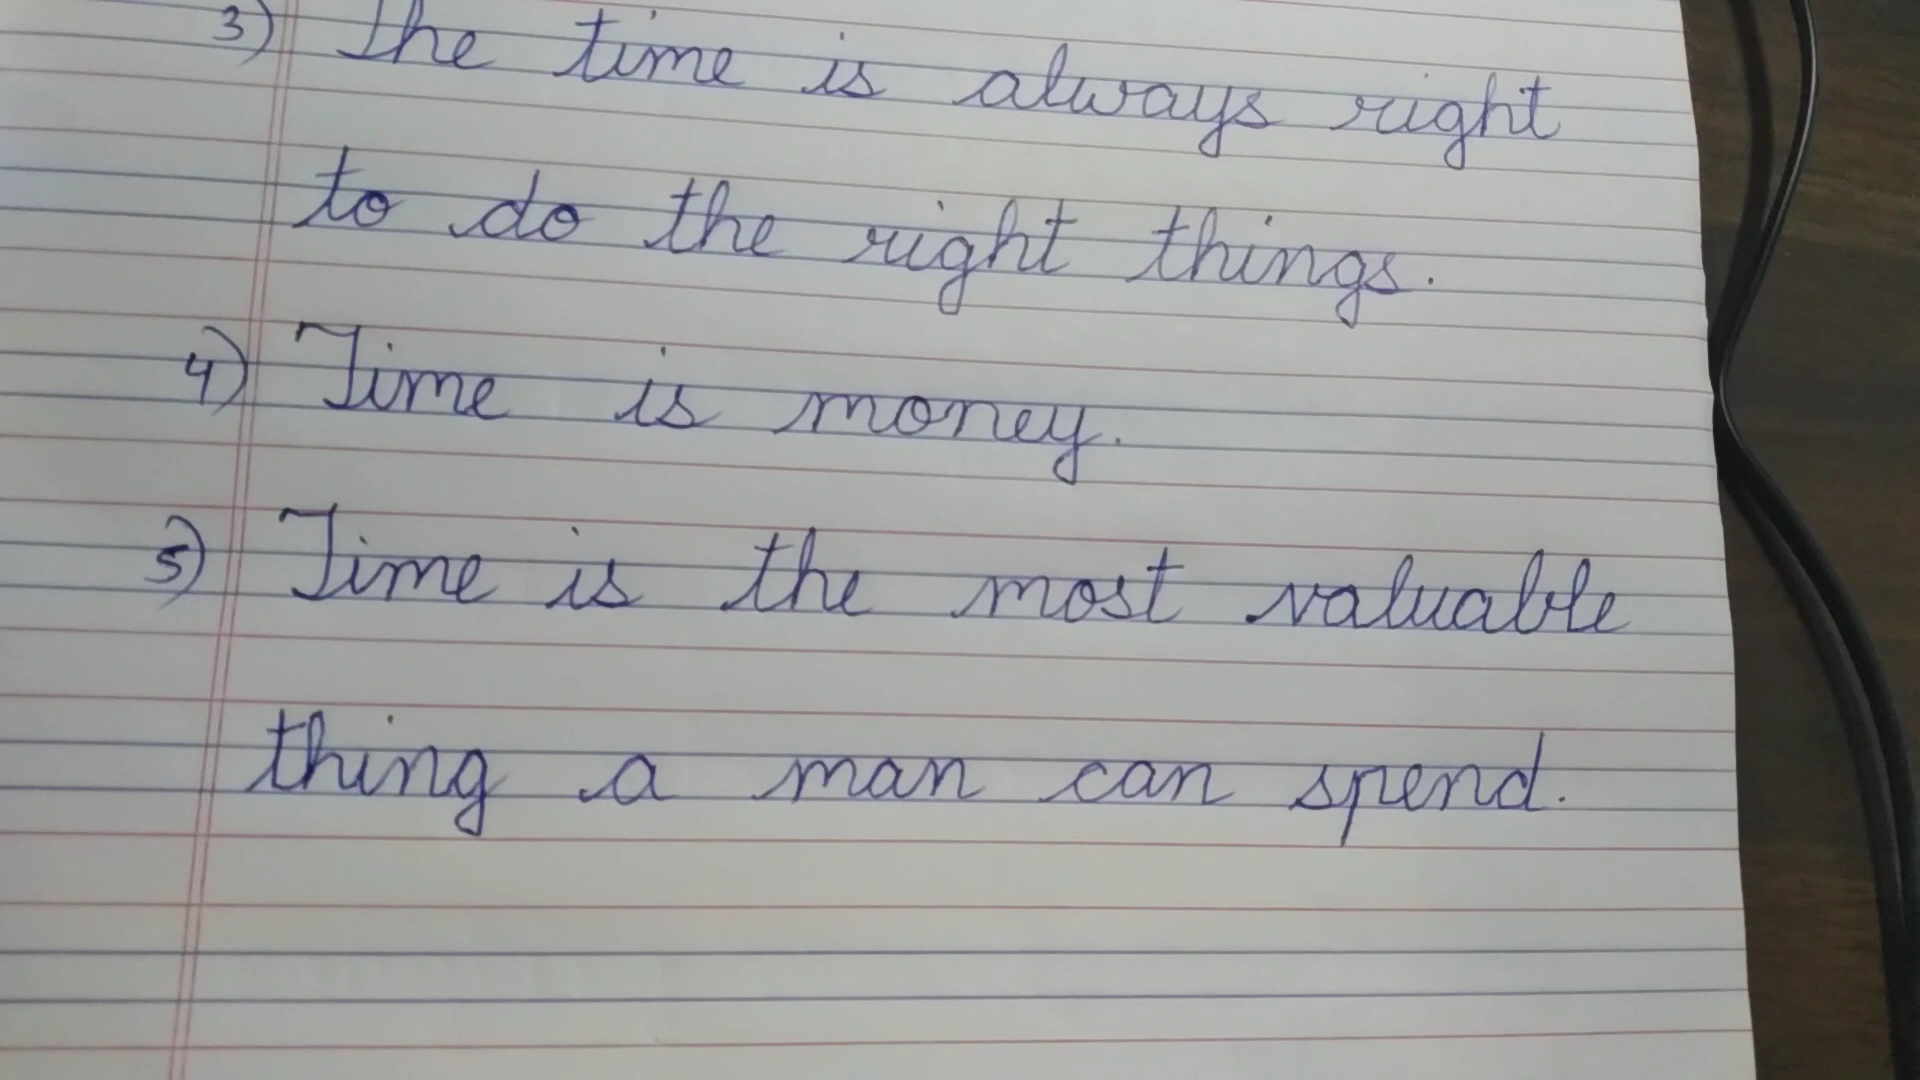 3) The time is always right
to do the right things.
4) Time is money.
5) Time is the most valuable
thing a man can spend.